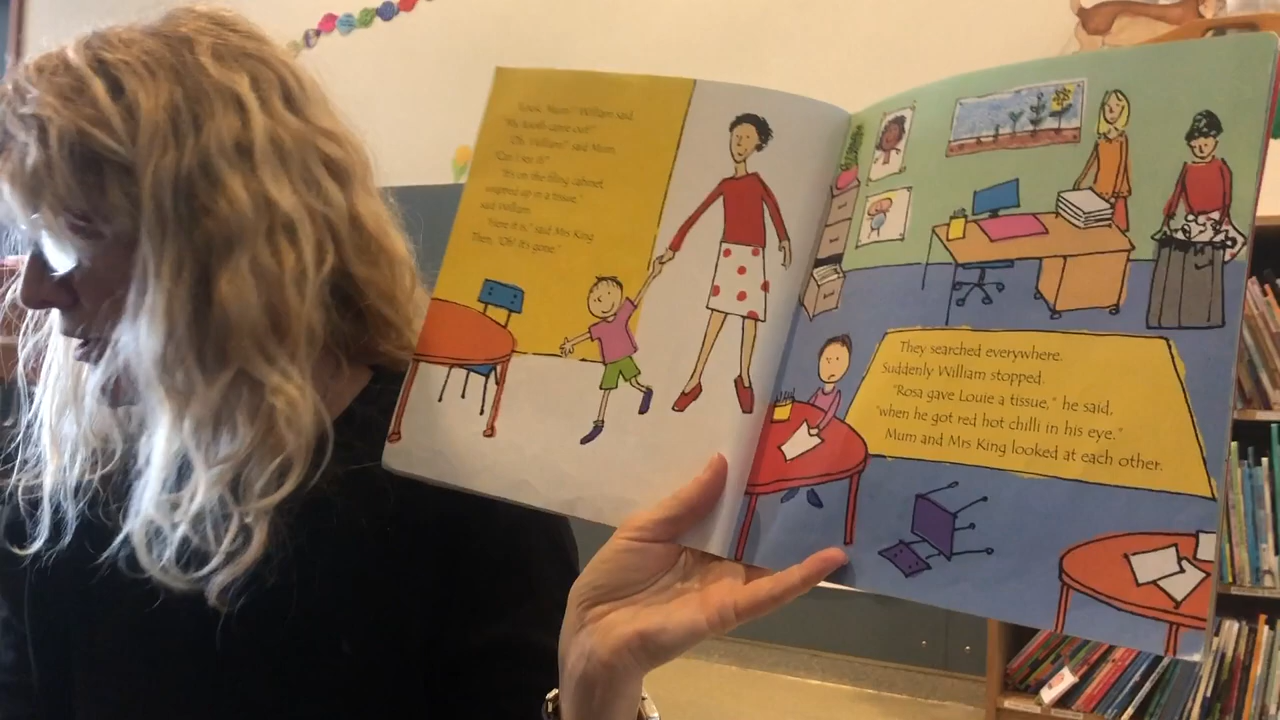 "Look, Mum!" William said.
"My tooth came out!"
"Oh, William!" said Mum.
"Can I see it?"
"It's on the filing cabinet
wrapped up in a tissue,"
said William.
"Here it is," said Mrs King.
Then, "Oh! It's gone."
They searched everywhere.
Suddenly William stopped.
"Rosa gave Louie a tissue," he said,
"when he got red hot chilli in his eye."
Mum and Mrs King looked at each other.